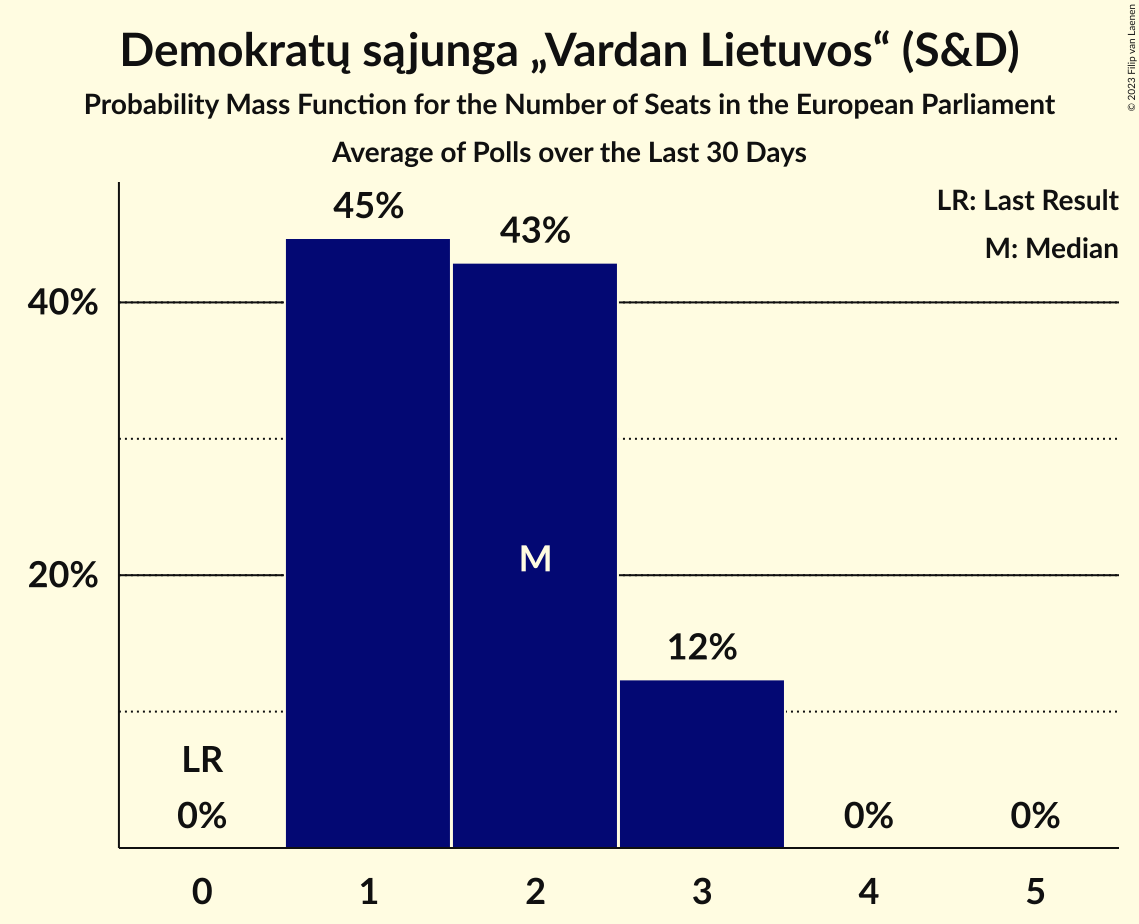 Demokratų sąjunga „Vardan Lietuvos“ (S&D)
Probability Mass Function for the Number of Seats in the European Parliament
Average of Polls over the Last 30 Days
© 2023 Filip van Laenen
LR: Last Result
M: Median
45%
43%
40%
M
20%
12%
LR
0%
0%
0%
0 1 2 3 4 5